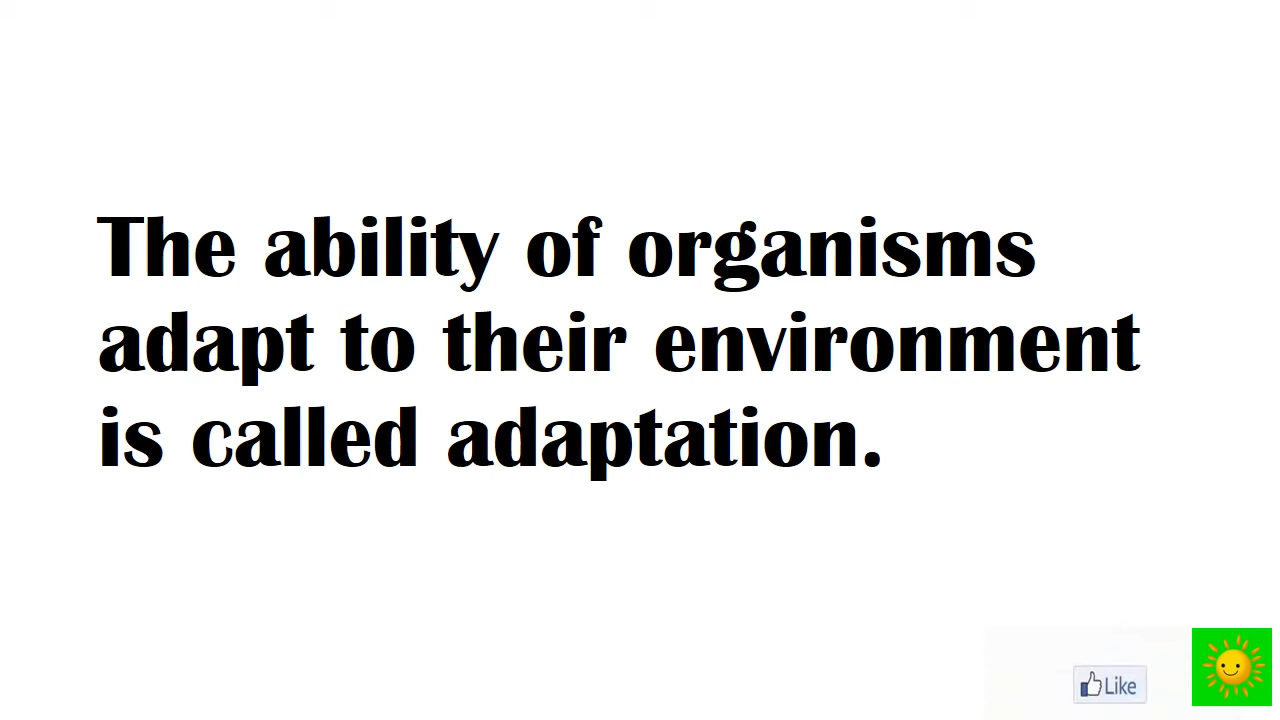 The ability of organisms
adapt to their environment
is called adaptation.
Like